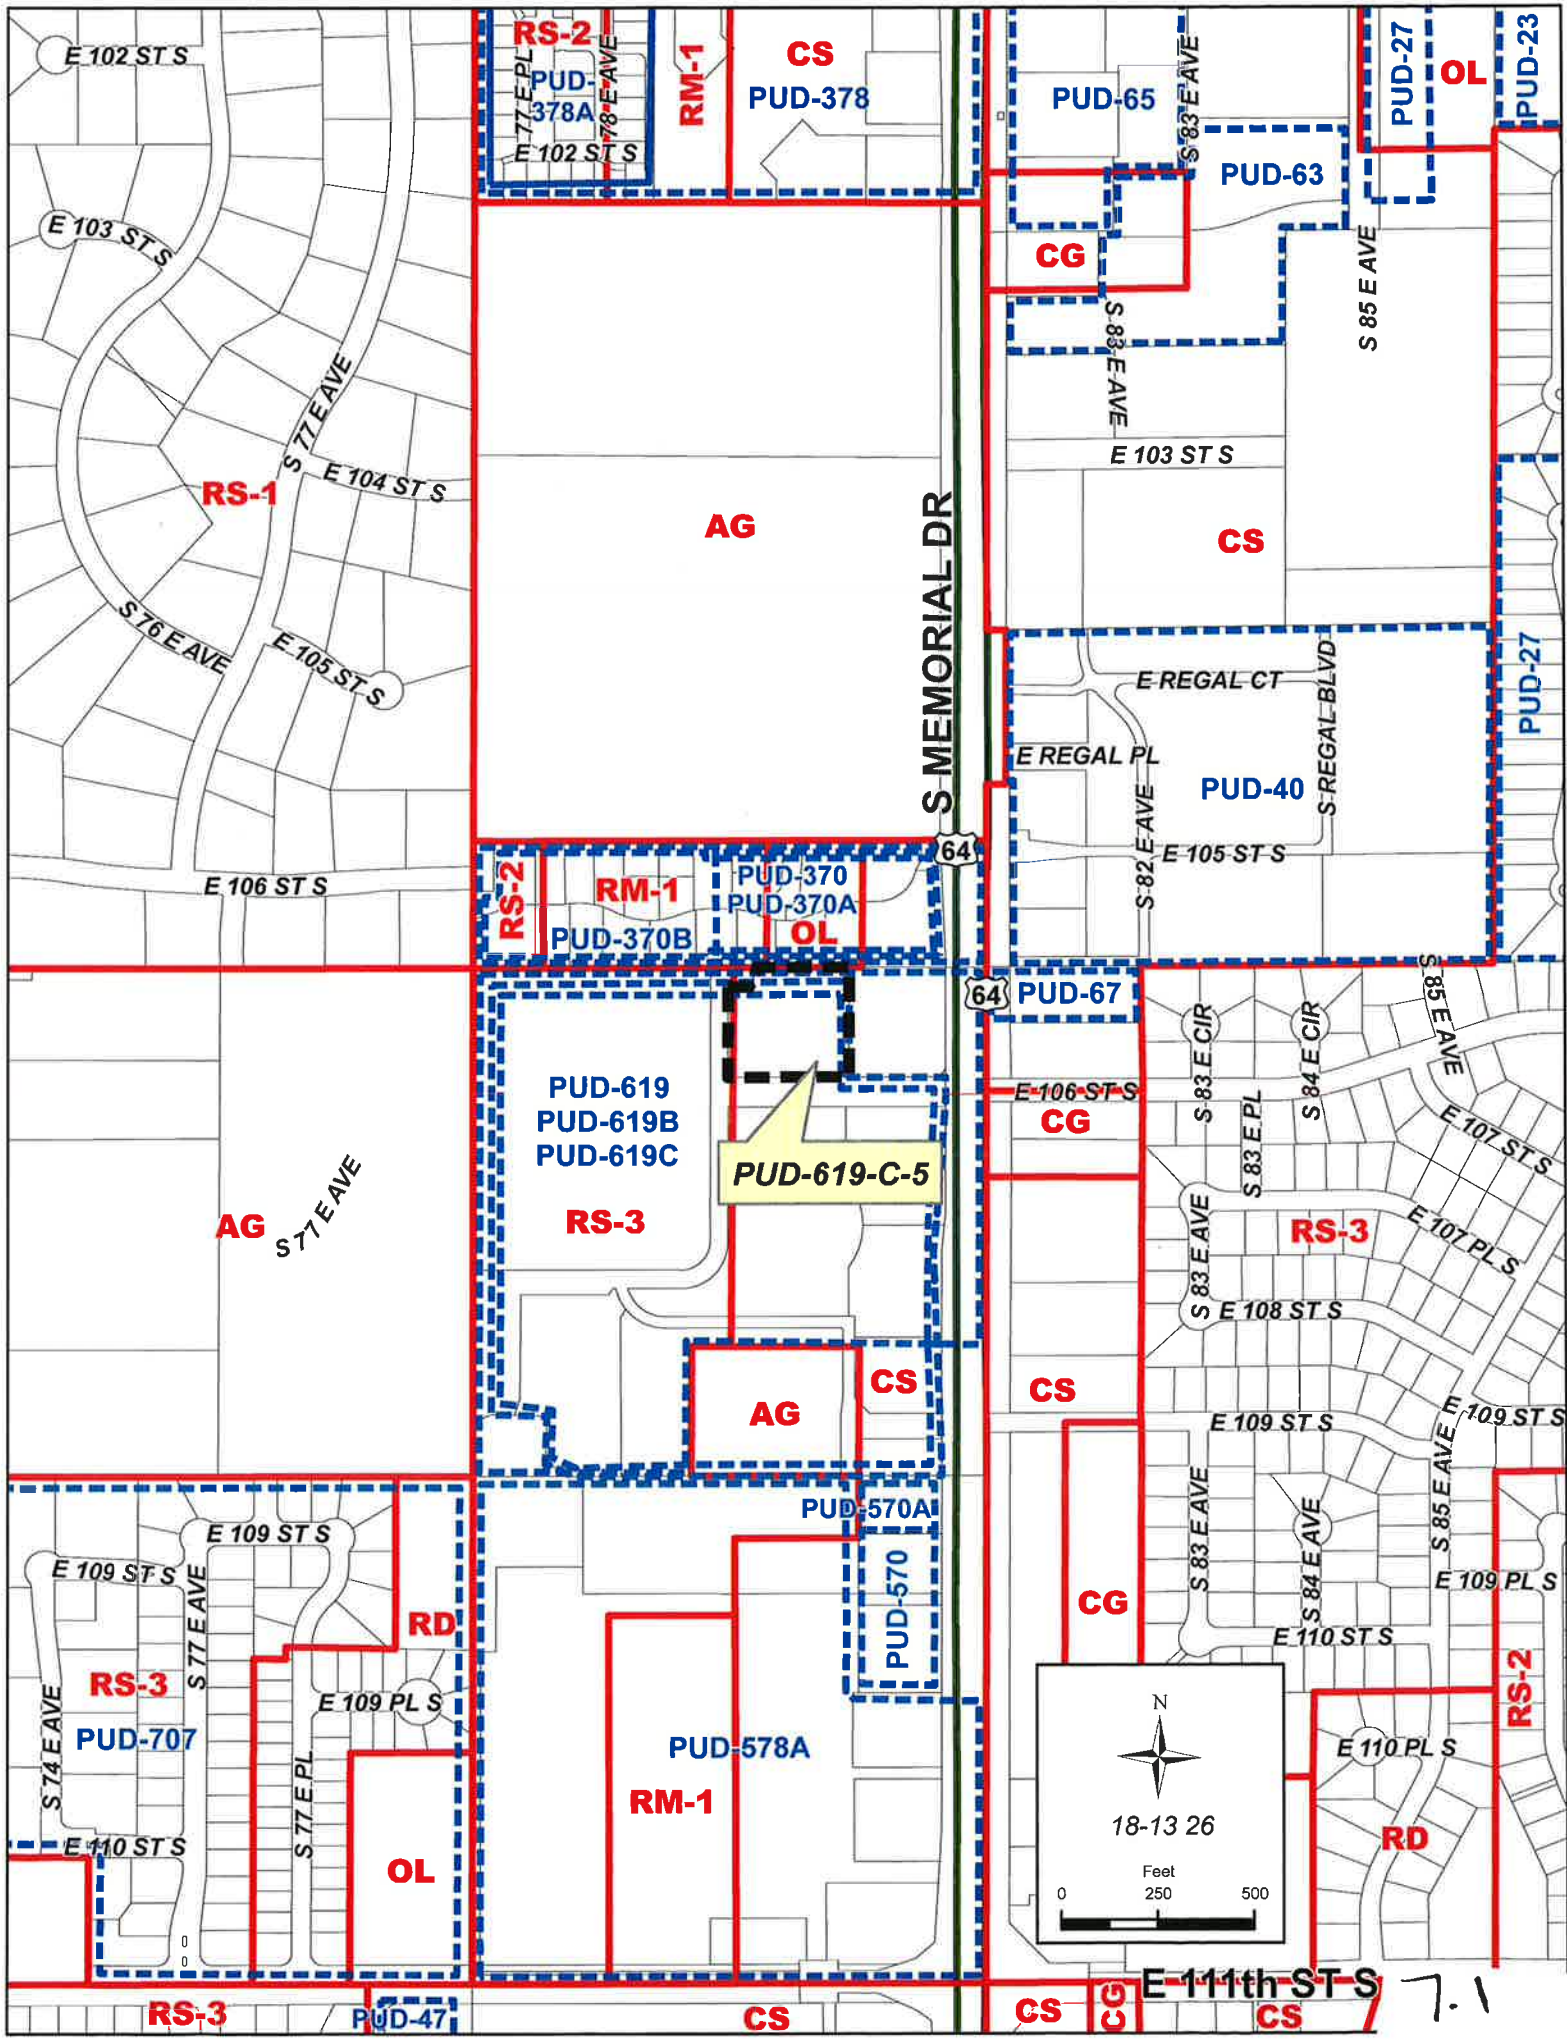 E 102 ST S
RS-2
77 E PL
78 E AVE
PUD-
378A
E 102 ST S
RM-1
CS
PUD-378
PUD-65
S 83 E AVE
PUD-63
PUD-27
OL
PUD-23
E 103 ST S
CG
S 83 E AVE
S 85 E AVE
S 77 E AVE
E 104 ST S
RS-1
AG
S MEMORIAL DR
E 103 ST S
CS
S 76 E AVE
E 105 ST S
E REGAL CT
S REGAL BLVD
E REGAL PL
PUD-40
S 82 E AVE
E 105 ST S
PUD-27
64
E 106 ST S
RS-2
RM-1
PUD-370
PUD-370A
PUD-370B
OL
64
PUD-67
S 83 E CIR
S 84 E CIR
S 85 E AVE
PUD-619
PUD-619B
PUD-619C
RS-3
PUD-619-C-5
E 106 ST S
CG
S 83 E PL
E 107 ST S
AG
S 77 E AVE
S 83 E AVE
RS-3
E 107 PL S
E 108 ST S
AG
CS
CS
E 109 ST S
E 109 ST S
S 85 E AVE
PUD-570A
PUD-570
E 109 ST S
E 109 ST S
S 77 E AVE
RD
RS-3
PUD-707
S 74 E AVE
E 109 PL S
S 77 E PL
E 110 ST S
OL
PUD-578A
RM-1
CG
S 83 E AVE
S 84 E AVE
E 109 PL S
E 110 ST S
RS-2
E 110 PL S
RD
N
18-13 26
Feet
0 250 500
E 111th ST S
7.1
RS-3
PUD-47
CS
CS
CG
CS